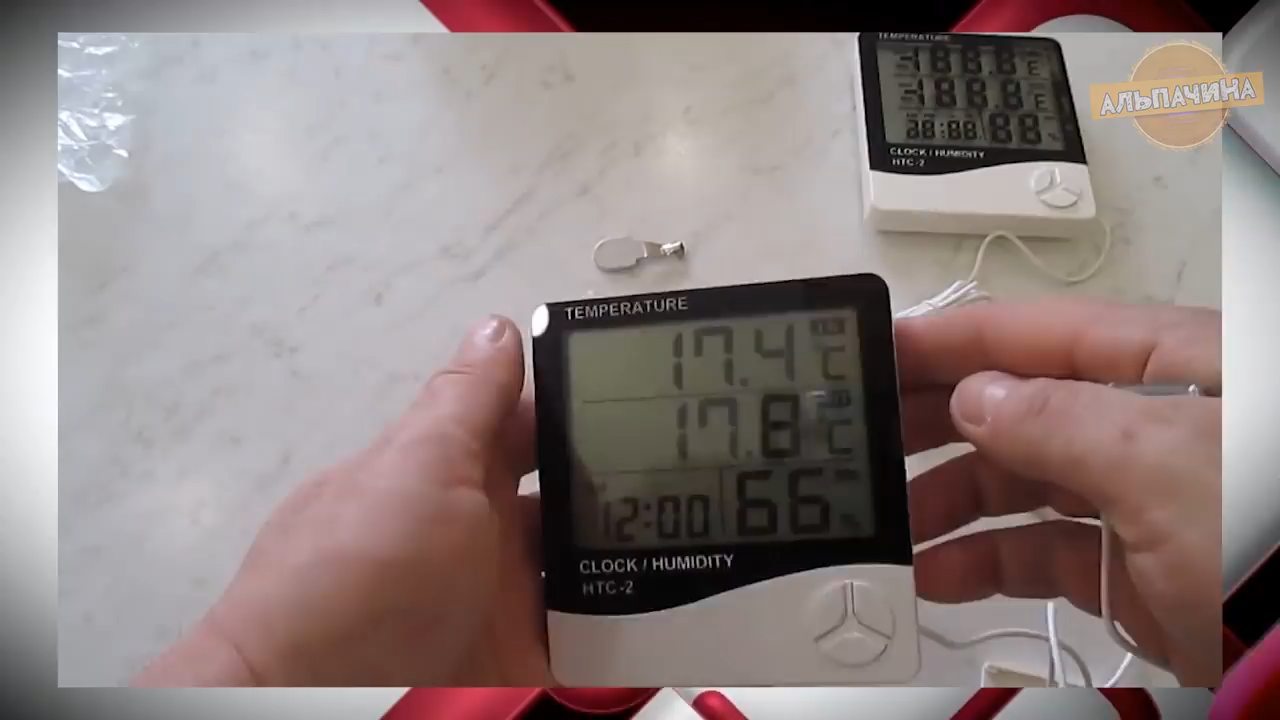 TEMPERATURE
188.8
188.8
88:88
88
CLOCK / HUMIDITY
HTC-2
АЛЬПАЧИНА
TEMPERATURE
17.4 °C
17.8 °C
12:00 66
CLOCK / HUMIDITY
HTC-2